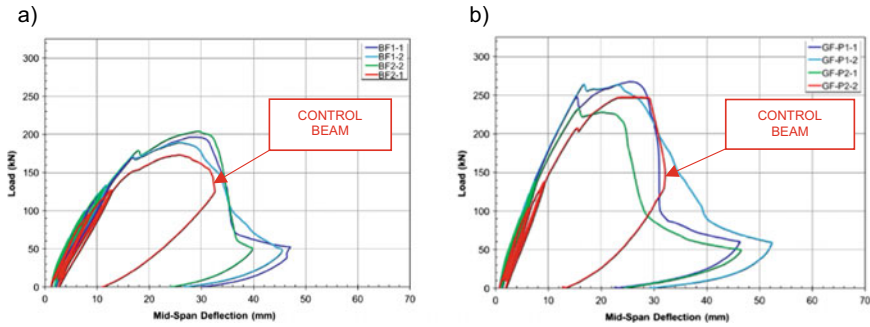 a)
300
250
200
150
100
50
0
Load (kN)
0 10 20 30 40 50 60 70
Mid-Span Deflection (mm)
BF1-1
BF1-2
BF2-2
BF2-1
CONTROL
BEAM
b)
300
250
200
150
100
50
0
Load (kN)
0 10 20 30 40 50 60 70
Mid-Span Deflection (mm)
GF-P1-1
GF-P1-2
GF-P2-1
GF-P2-2
CONTROL
BEAM